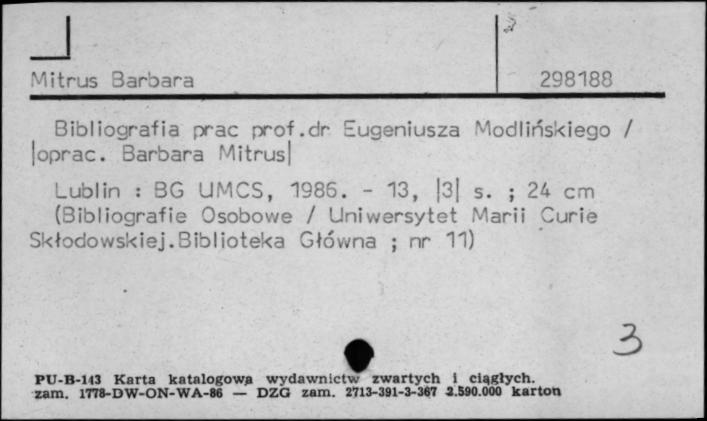 Mitrus Barbara 298188
Bibliografia prac prof.dr Eugeniusza Modlińskiego /
|oprac. Barbara Mitrus|
Lublin : BG UMCS, 1986. - 13, |3| s. ; 24 cm
(Bibliografie Osobowe / Uniwersytet Marii Curie
Skłodowskiej.Biblioteka Główna ; nr 11)
3
PU-B-143 Karta katalogowa wydawnictw zwartych i ciągłych.
zam. 1778-DW-ON-WA-86 — DZG zam. 2713-391-3-367 2.590.000 karton